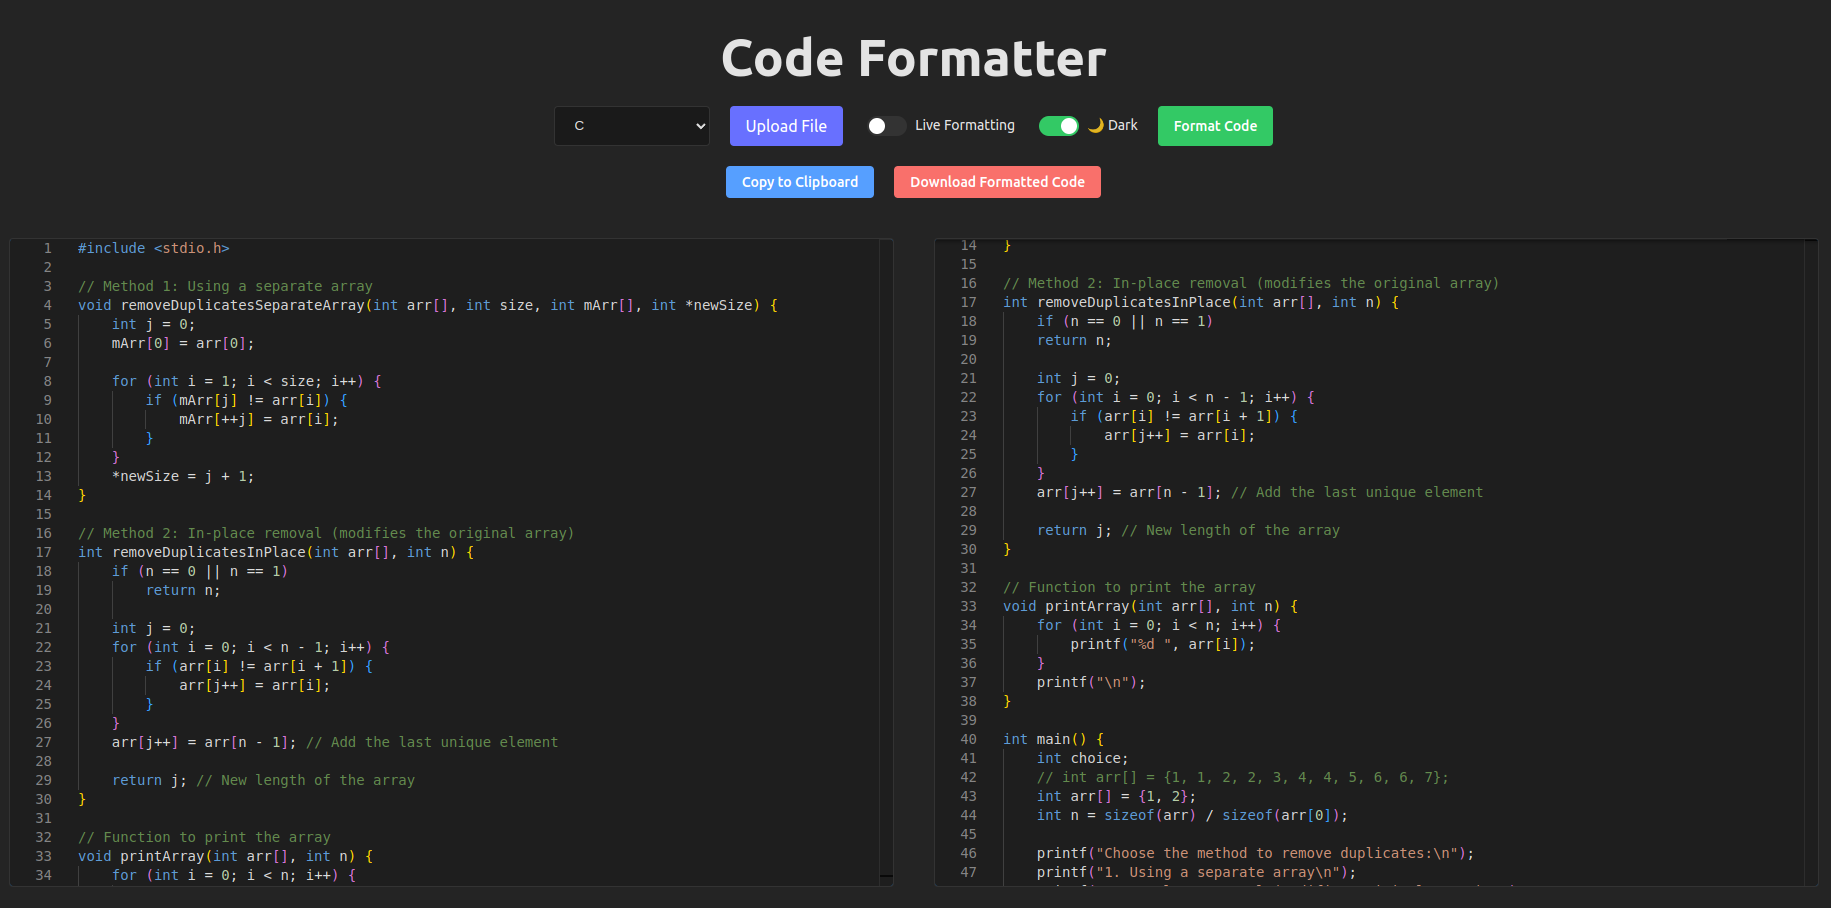 Code Formatter
C
Upload File
Live Formatting
🌙 Dark
Format Code
Copy to Clipboard
Download Formatted Code
1 #include <stdio.h>
2
3 // Method 1: Using a separate array
4 void removeDuplicatesSeparateArray(int arr[], int size, int mArr[], int *newSize) {
5     int j = 0;
6     mArr[0] = arr[0];
7
8     for (int i = 1; i < size; i++) {
9         if (mArr[j] != arr[i]) {
10             mArr[++j] = arr[i];
11         }
12     }
13     *newSize = j + 1;
14 }
15
16 // Method 2: In-place removal (modifies the original array)
17 int removeDuplicatesInPlace(int arr[], int n) {
18     if (n == 0 || n == 1)
19         return n;
20
21     int j = 0;
22     for (int i = 0; i < n - 1; i++) {
23         if (arr[i] != arr[i + 1]) {
24             arr[j++] = arr[i];
25         }
26     }
27     arr[j++] = arr[n - 1]; // Add the last unique element
28
29     return j; // New length of the array
30 }
31
32 // Function to print the array
33 void printArray(int arr[], int n) {
34     for (int i = 0; i < n; i++) {
14 }
15
16 // Method 2: In-place removal (modifies the original array)
17 int removeDuplicatesInPlace(int arr[], int n) {
18     if (n == 0 || n == 1)
19     return n;
20
21     int j = 0;
22     for (int i = 0; i < n - 1; i++) {
23         if (arr[i] != arr[i + 1]) {
24             arr[j++] = arr[i];
25         }
26     }
27     arr[j++] = arr[n - 1]; // Add the last unique element
28
29     return j; // New length of the array
30 }
31
32 // Function to print the array
33 void printArray(int arr[], int n) {
34     for (int i = 0; i < n; i++) {
35         printf("%d ", arr[i]);
36     }
37     printf("\n");
38 }
39
40 int main() {
41     int choice;
42     // int arr[] = {1, 1, 2, 2, 3, 4, 4, 5, 6, 6, 7};
43     int arr[] = {1, 2};
44     int n = sizeof(arr) / sizeof(arr[0]);
45
46     printf("Choose the method to remove duplicates:\n");
47     printf("1. Using a separate array\n");